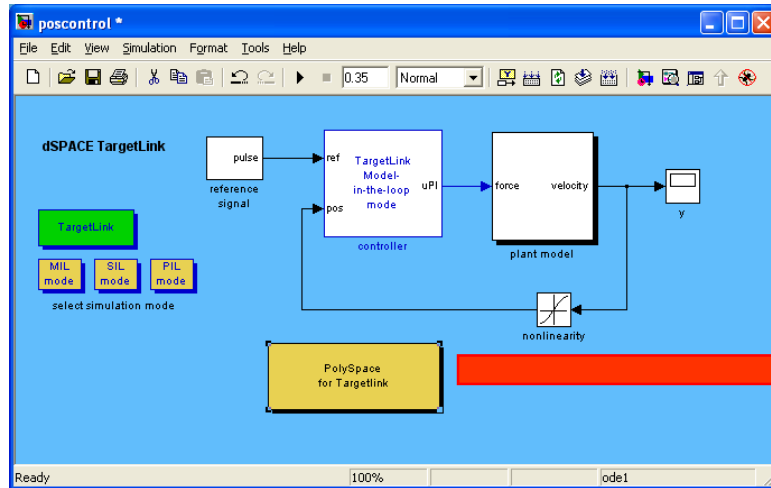 poscontrol *
File Edit View Simulation Format Tools Help
0.35 Normal
dSPACE TargetLink
pulse
reference
signal
ref
pos
TargetLink
Model-
in-the-loop
mode
uPI
controller
force velocity
plant model
y
TargetLink
MIL
mode
SIL
mode
PIL
mode
select simulation mode
nonlinearity
PolySpace
for Targetlink
Ready 100% ode1